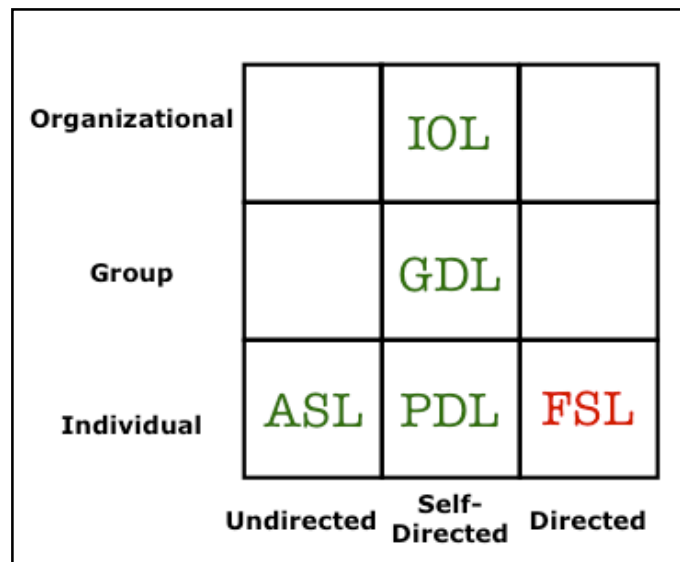 Organizational
IOL
Group
GDL
Individual
ASL
PDL
FSL
Undirected
Self-
Directed
Directed